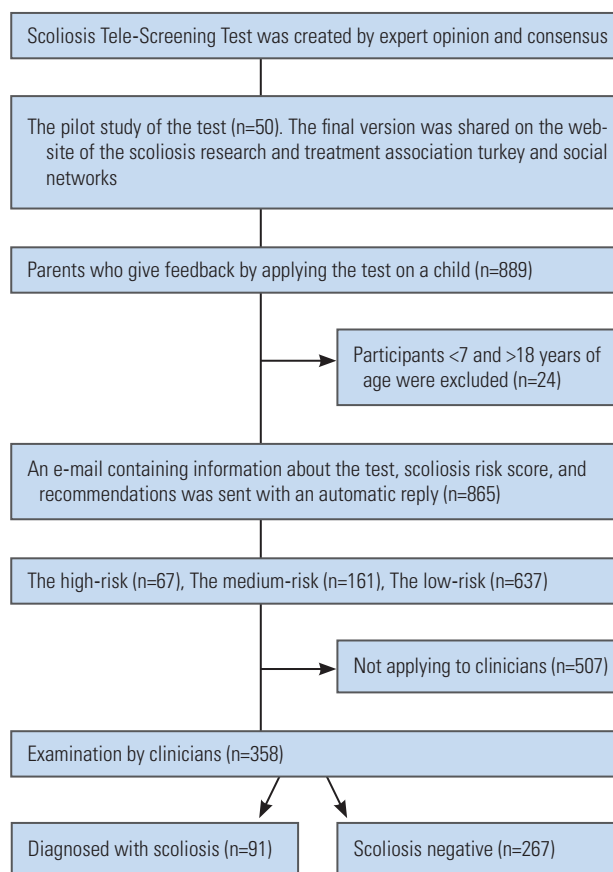 Scoliosis Tele-Screening Test was created by expert opinion and consensus
The pilot study of the test (n=50). The final version was shared on the web-
site of the scoliosis research and treatment association turkey and social
networks
Parents who give feedback by applying the test on a child (n=889)
Participants <7 and >18 years of
age were excluded (n=24)
An e-mail containing information about the test, scoliosis risk score, and
recommendations was sent with an automatic reply (n=865)
The high-risk (n=67), The medium-risk (n=161), The low-risk (n=637)
Not applying to clinicians (n=507)
Examination by clinicians (n=358)
Diagnosed with scoliosis (n=91)
Scoliosis negative (n=267)